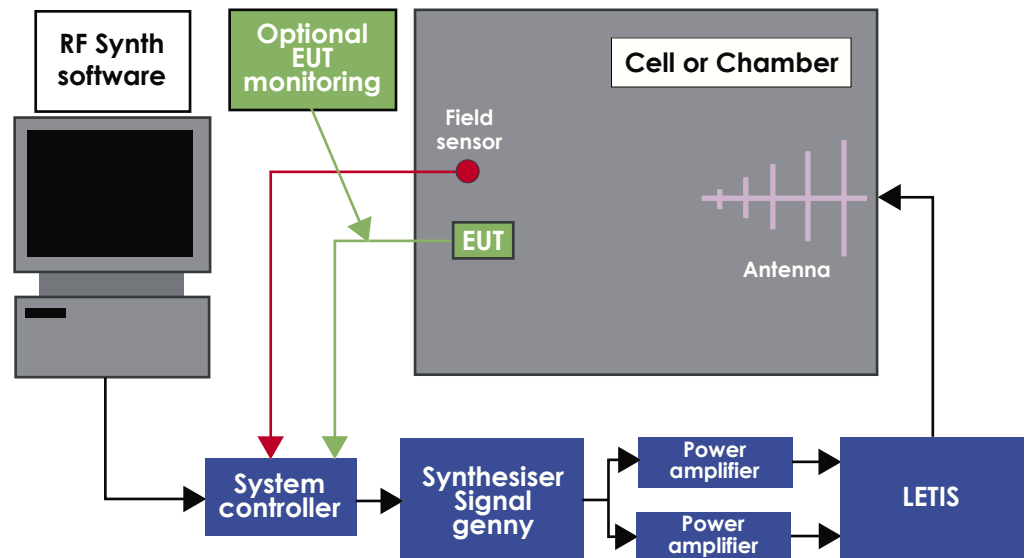 RF Synth
software
Optional
EUT
monitoring
Cell or Chamber
Field
sensor
EUT
Antenna
System
controller
Synthesiser
Signal
genny
Power
amplifier
Power
amplifier
LETIS